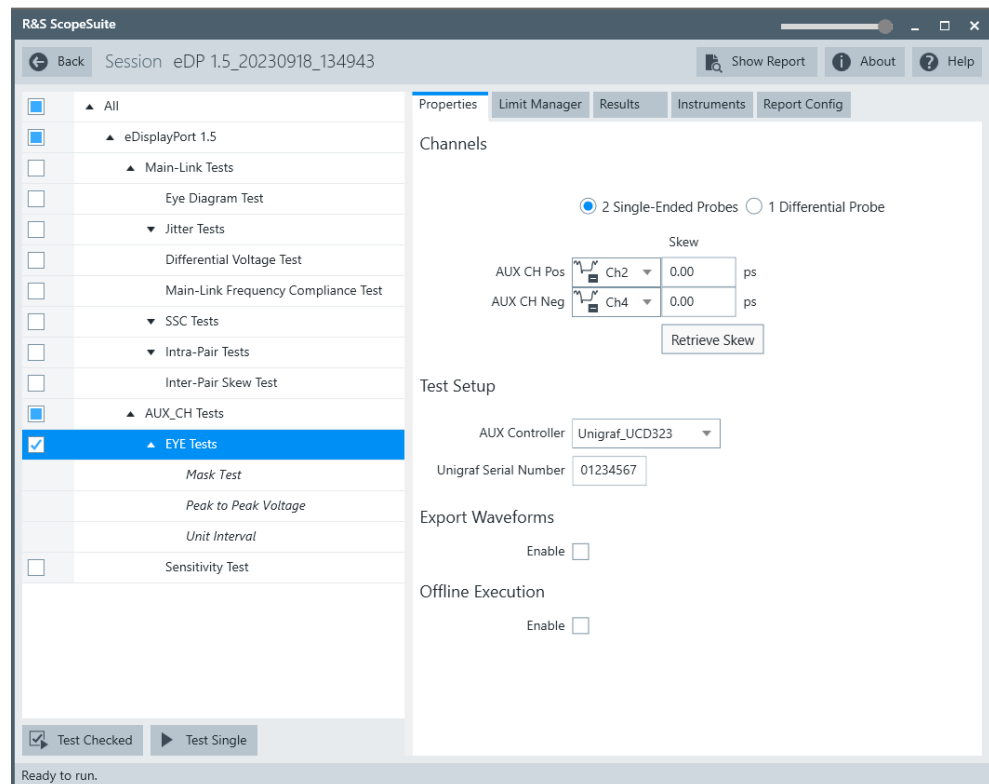 R&S ScopeSuite
Back
Session eDP 1.5_20230918_134943
Show Report
About
Help
All
eDisplayPort 1.5
Main-Link Tests
Eye Diagram Test
Jitter Tests
Differential Voltage Test
Main-Link Frequency Compliance Test
SSC Tests
Intra-Pair Tests
Inter-Pair Skew Test
AUX_CH Tests
EYE Tests
Mask Test
Peak to Peak Voltage
Unit Interval
Sensitivity Test
Test Checked
Test Single
Properties
Limit Manager
Results
Instruments
Report Config
Channels
2 Single-Ended Probes 1 Differential Probe
Skew
AUX CH Pos Ch2 0.00 ps
AUX CH Neg Ch4 0.00 ps
Retrieve Skew
Test Setup
AUX Controller Unigraf_UCD323
Unigraf Serial Number 01234567
Export Waveforms
Enable
Offline Execution
Enable
Ready to run.